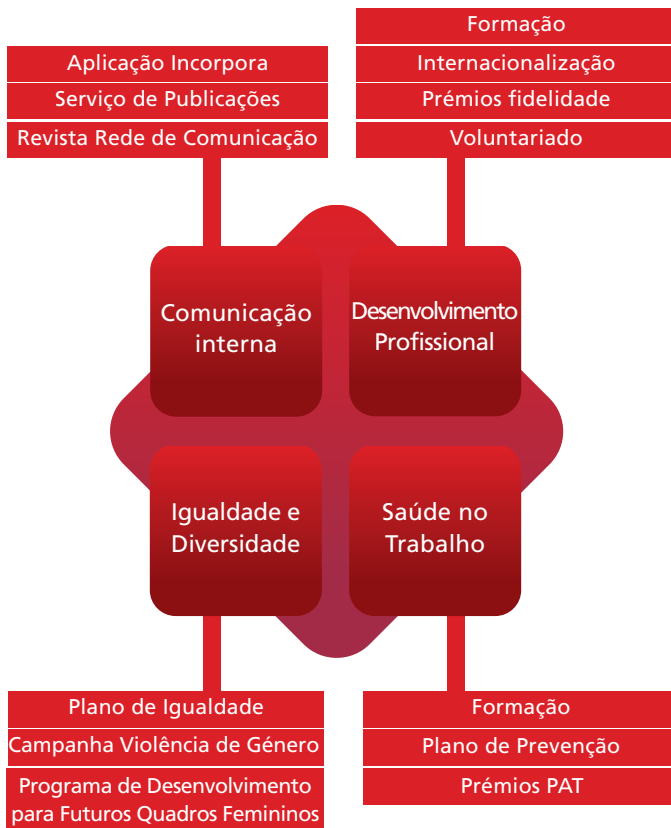 Aplicação Incorpora
Serviço de Publicações
Revista Rede de Comunicação
Formação
Internacionalização
Prémios fidelidade
Voluntariado
Comunicação
interna
Desenvolvimento
Profissional
Igualdade e
Diversidade
Saúde no
Trabalho
Plano de Igualdade
Campanha Violência de Género
Programa de Desenvolvimento
para Futuros Quadros Femininos
Formação
Plano de Prevenção
Prémios PAT